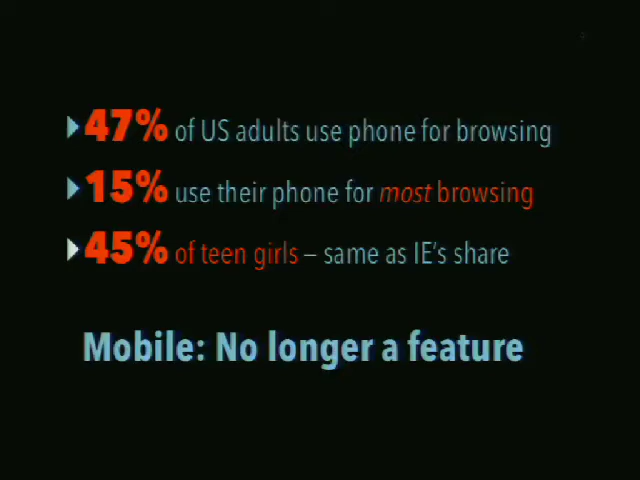 47% of US adults use phone for browsing
15% use their phone for most browsing
45% of teen girls – same as IE's share
Mobile: No longer a feature